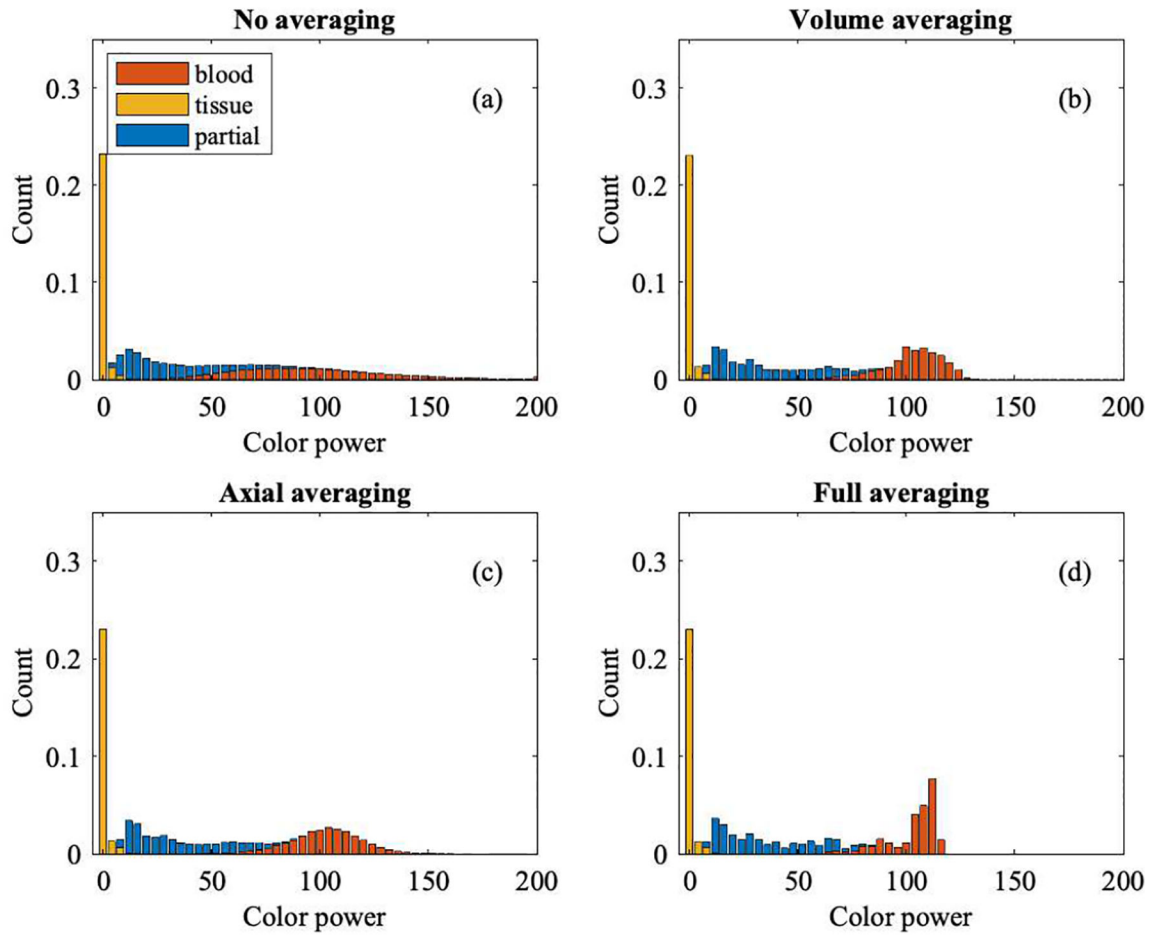 No averaging
blood
tissue
partial
(a)
0.3
0.2
0.1
0
Count
0
50
100
150
200
Color power
Volume averaging
(b)
0.3
0.2
0.1
0
Count
0
50
100
150
200
Color power
Axial averaging
(c)
0.3
0.2
0.1
0
Count
0
50
100
150
200
Color power
Full averaging
(d)
0.3
0.2
0.1
0
Count
0
50
100
150
200
Color power